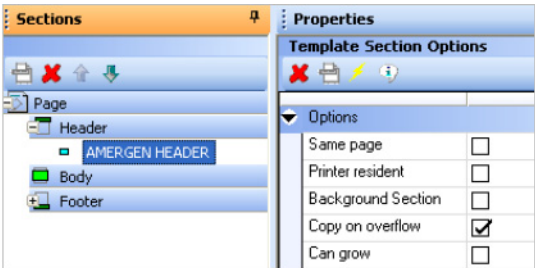 Sections
Properties
Template Section Options
Page
Header
AMERGEN HEADER
Body
Footer
Options
Same page
Printer resident
Background Section
Copy on overflow
Can grow